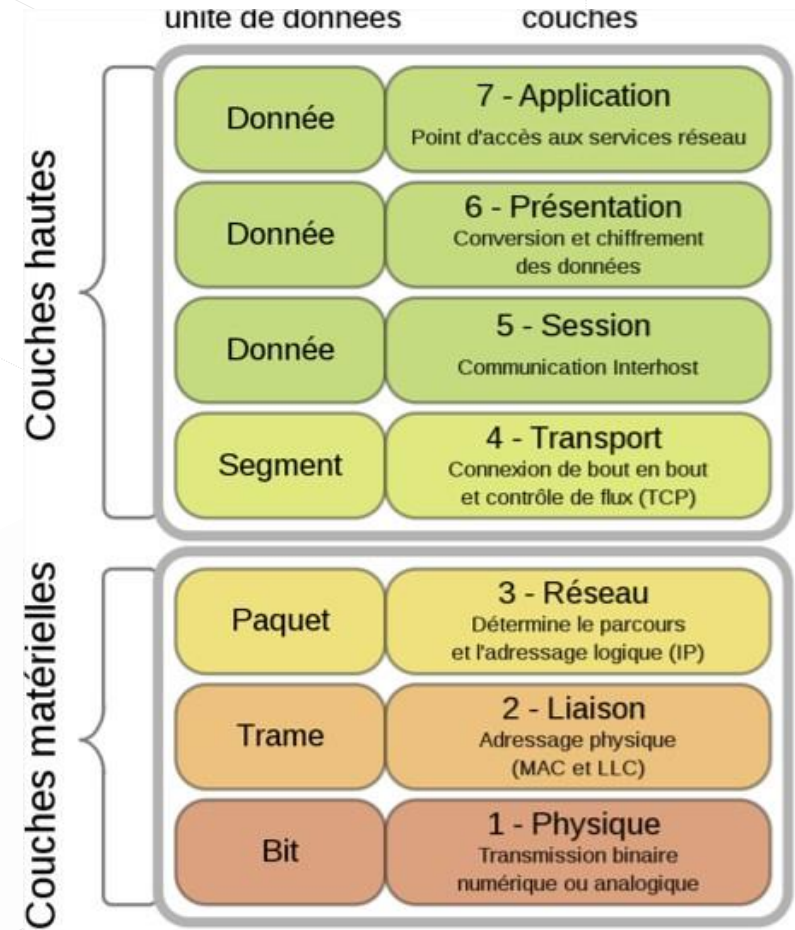 unité de données couches
Couches hautes
Donnée
7 - Application
Point d'accès aux services réseau
Donnée
6 - Présentation
Conversion et chiffrement
des données
Donnée
5 - Session
Communication Interhost
Segment
4 - Transport
Connexion de bout en bout
et contrôle de flux (TCP)
Couches matérielles
Paquet
3 - Réseau
Détermine le parcours
et l'adressage logique (IP)
Trame
2 - Liaison
Adressage physique
(MAC et LLC)
Bit
1 - Physique
Transmission binaire
numérique ou analogique